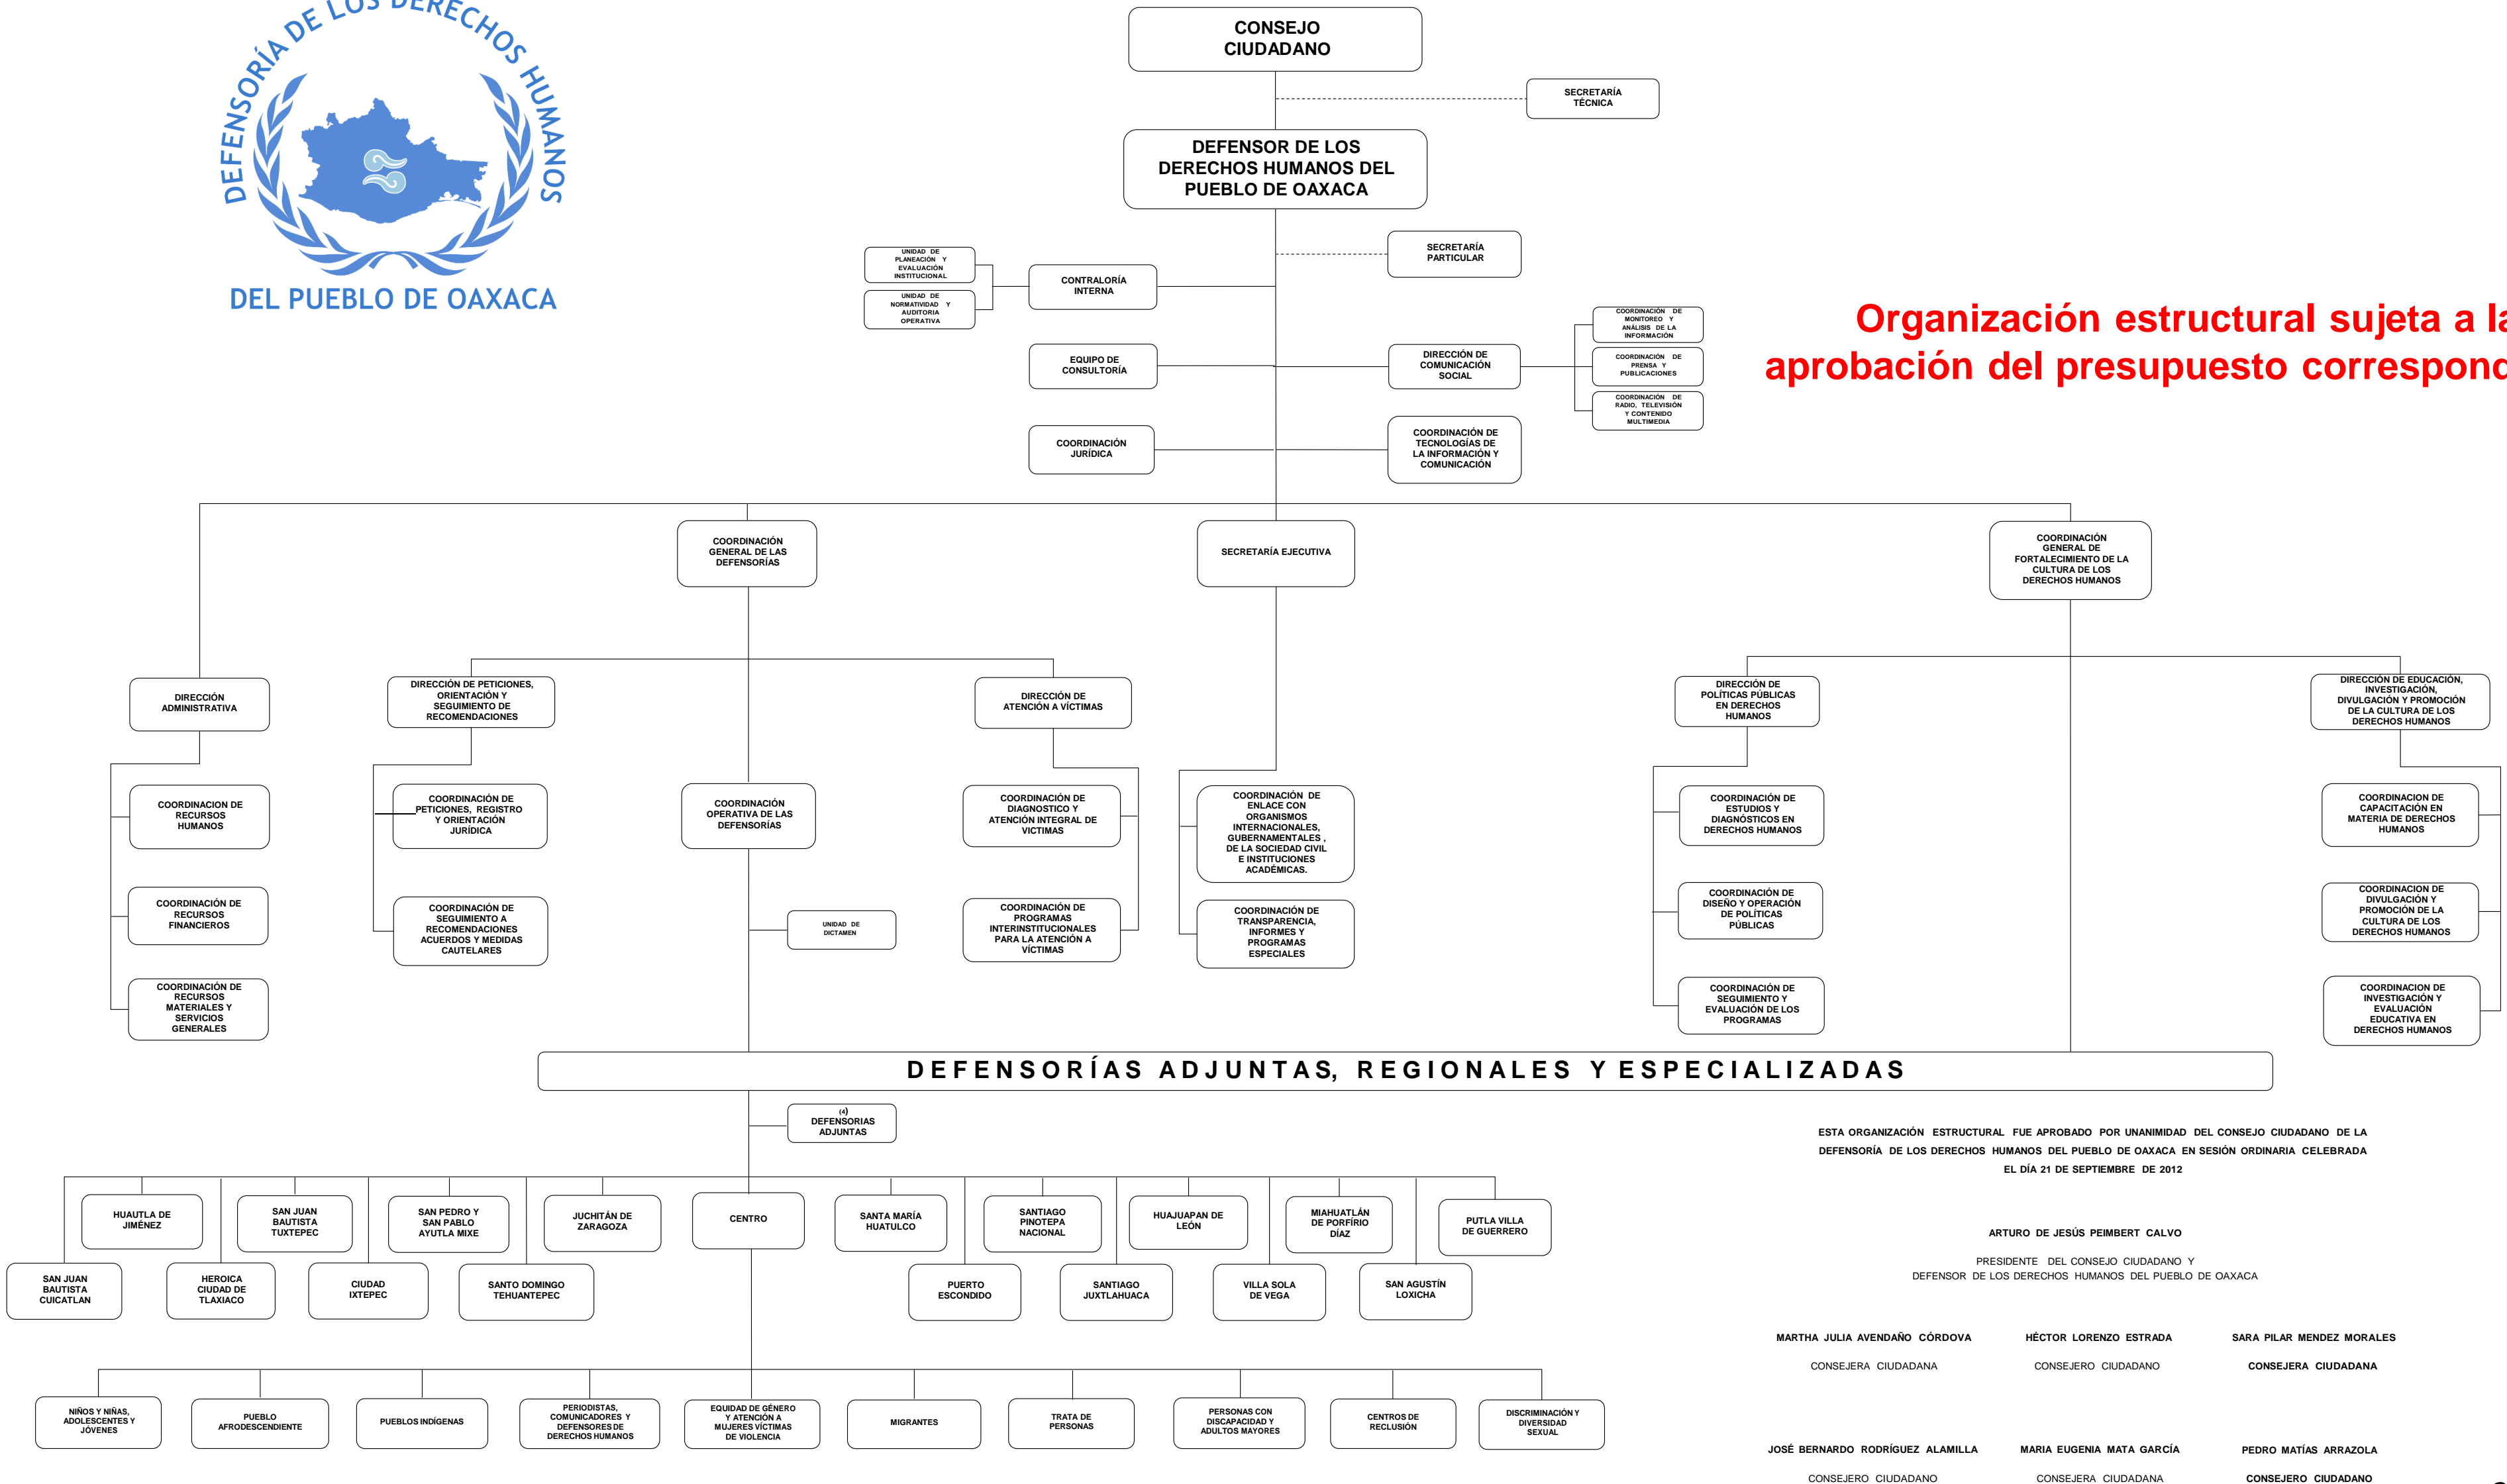 DEFENSORÍA DE LOS DERECHOS HUMANOS
DEL PUEBLO DE OAXACA
CONSEJO
CIUDADANO
SECRETARÍA
TÉCNICA
DEFENSOR DE LOS
DERECHOS HUMANOS DEL
PUEBLO DE OAXACA
SECRETARÍA
PARTICULAR
UNIDAD DE
PLANEACIÓN Y
EVALUACIÓN
INSTITUCIONAL
UNIDAD DE
NORMATIVIDAD Y
AUDITORIA
OPERATIVA
CONTRALORÍA
INTERNA
EQUIPO DE
CONSULTORÍA
DIRECCIÓN DE
COMUNICACIÓN
SOCIAL
COORDINACIÓN DE
MONITOREO Y
ANÁLISIS DE LA
INFORMACIÓN
COORDINACIÓN DE
PRENSA Y
PUBLICACIONES
COORDINACIÓN DE
RADIO, TELEVISIÓN
Y CONTENIDO
MULTIMEDIA
Organización estructural sujeta a la
aprobación del presupuesto correspond
COORDINACIÓN
JURÍDICA
COORDINACIÓN DE
TECNOLOGÍAS DE
LA INFORMACIÓN Y
COMUNICACIÓN
COORDINACIÓN
GENERAL DE LAS
DEFENSORÍAS
SECRETARÍA EJECUTIVA
COORDINACIÓN
GENERAL DE
FORTALECIMIENTO DE LA
CULTURA DE LOS
DERECHOS HUMANOS
DIRECCIÓN
ADMINISTRATIVA
DIRECCIÓN DE PETICIONES,
ORIENTACIÓN Y
SEGUIMIENTO DE
RECOMENDACIONES
DIRECCIÓN DE
ATENCIÓN A VÍCTIMAS
DIRECCIÓN DE
POLÍTICAS PÚBLICAS
EN DERECHOS
HUMANOS
DIRECCIÓN DE EDUCACIÓN,
INVESTIGACIÓN,
DIVULGACIÓN Y PROMOCIÓN
DE LA CULTURA DE LOS
DERECHOS HUMANOS
COORDINACION DE
RECURSOS
HUMANOS
COORDINACIÓN DE
PETICIONES, REGISTRO
Y ORIENTACIÓN
JURÍDICA
COORDINACIÓN
OPERATIVA DE LAS
DEFENSORÍAS
COORDINACIÓN DE
DIAGNOSTICO Y
ATENCIÓN INTEGRAL DE
VICTIMAS
COORDINACIÓN DE
ENLACE CON
ORGANISMOS
INTERNACIONALES,
GUBERNAMENTALES ,
DE LA SOCIEDAD CIVIL
E INSTITUCIONES
ACADÉMICAS.
COORDINACIÓN DE
ESTUDIOS Y
DIAGNÓSTICOS EN
DERECHOS HUMANOS
COORDINACION DE
CAPACITACIÓN EN
MATERIA DE DERECHOS
HUMANOS
COORDINACIÓN DE
RECURSOS
FINANCIEROS
COORDINACIÓN DE
SEGUIMIENTO A
RECOMENDACIONES
ACUERDOS Y MEDIDAS
CAUTELARES
UNIDAD DE
DICTAMEN
COORDINACIÓN DE
PROGRAMAS
INTERINSTITUCIONALES
PARA LA ATENCIÓN A
VÍCTIMAS
COORDINACIÓN DE
TRANSPARENCIA,
INFORMES Y
PROGRAMAS
ESPECIALES
COORDINACIÓN DE
DISEÑO Y OPERACIÓN
DE POLÍTICAS
PÚBLICAS
COORDINACION DE
DIVULGACIÓN Y
PROMOCIÓN DE LA
CULTURA DE LOS
DERECHOS HUMANOS
COORDINACIÓN DE
RECURSOS
MATERIALES Y
SERVICIOS
GENERALES
COORDINACIÓN DE
SEGUIMIENTO Y
EVALUACIÓN DE LOS
PROGRAMAS
COORDINACION DE
INVESTIGACIÓN Y
EVALUACIÓN
EDUCATIVA EN
DERECHOS HUMANOS
DEFENSORÍAS ADJUNTAS, REGIONALES Y ESPECIALIZADAS
(4)
DEFENSORIAS
ADJUNTAS
HUAUTLA DE
JIMÉNEZ
SAN JUAN
BAUTISTA
TUXTEPEC
SAN PEDRO Y
SAN PABLO
AYUTLA MIXE
JUCHITÁN DE
ZARAGOZA
CENTRO
SANTA MARÍA
HUATULCO
SANTIAGO
PINOTEPA
NACIONAL
HUAJUAPAN DE
LEÓN
MIAHUATLÁN
DE PORFÍRIO
DÍAZ
PUTLA VILLA
DE GUERRERO
SAN JUAN
BAUTISTA
CUICATLAN
HEROICA
CIUDAD DE
TLAXIACO
CIUDAD
IXTEPEC
SANTO DOMINGO
TEHUANTEPEC
PUERTO
ESCONDIDO
SANTIAGO
JUXTLAHUACA
VILLA SOLA
DE VEGA
SAN AGUSTÍN
LOXICHA
NIÑOS Y NIÑAS,
ADOLESCENTES Y
JÓVENES
PUEBLO
AFRODESCENDIENTE
PUEBLOS INDÍGENAS
PERIODISTAS,
COMUNICADORES Y
DEFENSORES DE
DERECHOS HUMANOS
EQUIDAD DE GÉNERO
Y ATENCIÓN A
MUJERES VÍCTIMAS
DE VIOLENCIA
MIGRANTES
TRATA DE
PERSONAS
PERSONAS CON
DISCAPACIDAD Y
ADULTOS MAYORES
CENTROS DE
RECLUSIÓN
DISCRIMINACIÓN Y
DIVERSIDAD
SEXUAL
ESTA ORGANIZACIÓN ESTRUCTURAL FUE APROBADO POR UNANIMIDAD DEL CONSEJO CIUDADANO DE LA
DEFENSORÍA DE LOS DERECHOS HUMANOS DEL PUEBLO DE OAXACA EN SESIÓN ORDINARIA CELEBRADA
EL DÍA 21 DE SEPTIEMBRE DE 2012
ARTURO DE JESÚS PEIMBERT CALVO
PRESIDENTE DEL CONSEJO CIUDADANO Y
DEFENSOR DE LOS DERECHOS HUMANOS DEL PUEBLO DE OAXACA
MARTHA JULIA AVENDAÑO CÓRDOVA HÉCTOR LORENZO ESTRADA SARA PILAR MENDEZ MORALES
CONSEJERA CIUDADANA CONSEJERO CIUDADANO CONSEJERA CIUDADANA
JOSÉ BERNARDO RODRÍGUEZ ALAMILLA MARIA EUGENIA MATA GARCÍA PEDRO MATÍAS ARRAZOLA
CONSEJERO CIUDADANO CONSEJERA CIUDADANA CONSEJERO CIUDADANO